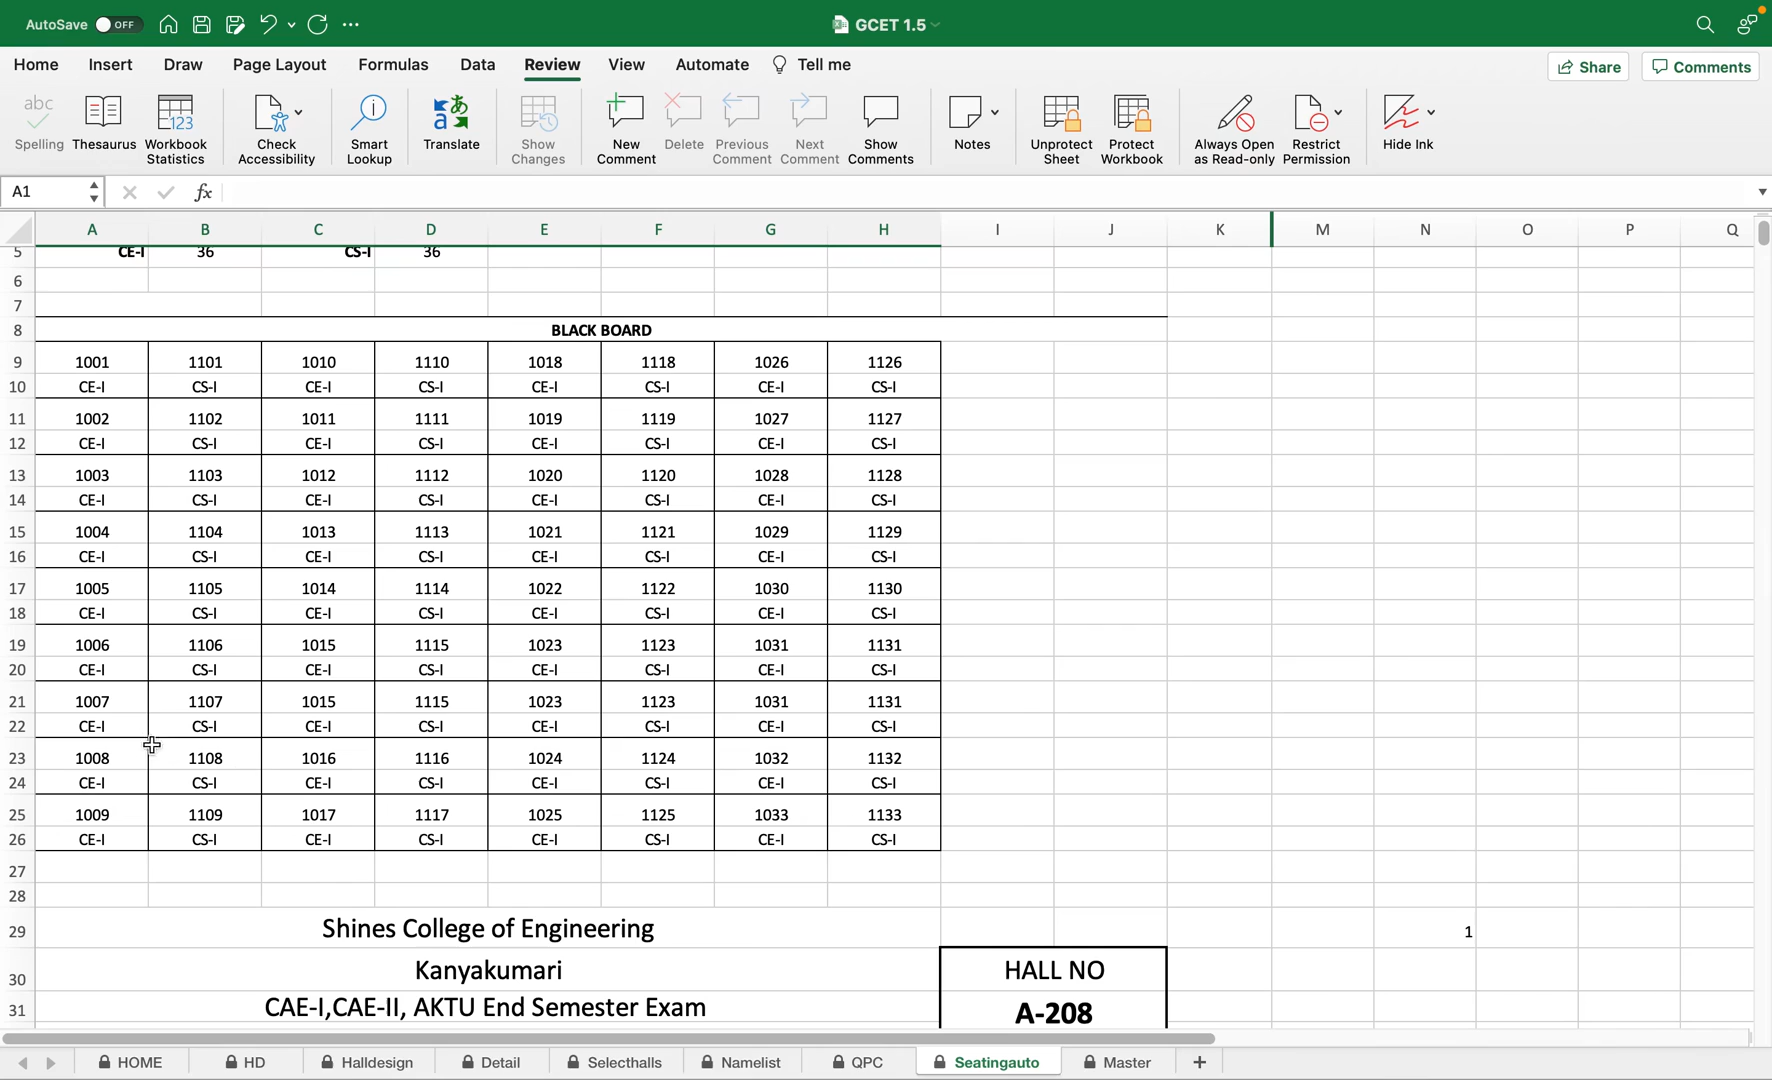 AutoSave OFF GCET 1.5
Home Insert Draw Page Layout Formulas Data Review View Automate Tell me Share Comments
abc
123
Spelling Thesaurus Workbook Statistics Check Accessibility Smart Lookup Translate Show Changes New Comment Delete Previous Comment Next Comment Show Comments Notes Unprotect Sheet Protect Workbook Always Open as Read-only Restrict Permission Hide Ink
A1 fx
A B C D E F G H I J K M N O P Q
5 CE-I 36 CS-I 36
6
7
8 BLACK BOARD
9 1001 1101 1010 1110 1018 1118 1026 1126
10 CE-I CS-I CE-I CS-I CE-I CS-I CE-I CS-I
11 1002 1102 1011 1111 1019 1119 1027 1127
12 CE-I CS-I CE-I CS-I CE-I CS-I CE-I CS-I
13 1003 1103 1012 1112 1020 1120 1028 1128
14 CE-I CS-I CE-I CS-I CE-I CS-I CE-I CS-I
15 1004 1104 1013 1113 1021 1121 1029 1129
16 CE-I CS-I CE-I CS-I CE-I CS-I CE-I CS-I
17 1005 1105 1014 1114 1022 1122 1030 1130
18 CE-I CS-I CE-I CS-I CE-I CS-I CE-I CS-I
19 1006 1106 1015 1115 1023 1123 1031 1131
20 CE-I CS-I CE-I CS-I CE-I CS-I CE-I CS-I
21 1007 1107 1015 1115 1023 1123 1031 1131
22 CE-I CS-I CE-I CS-I CE-I CS-I CE-I CS-I
23 1008 1108 1016 1116 1024 1124 1032 1132
24 CE-I CS-I CE-I CS-I CE-I CS-I CE-I CS-I
25 1009 1109 1017 1117 1025 1125 1033 1133
26 CE-I CS-I CE-I CS-I CE-I CS-I CE-I CS-I
27
28
29 Shines College of Engineering 1
30 Kanyakumari HALL NO
31 CAE-I,CAE-II, AKTU End Semester Exam A-208
HOME HD Halldesign Detail Selecthalls Namelist QPC Seatingauto Master +